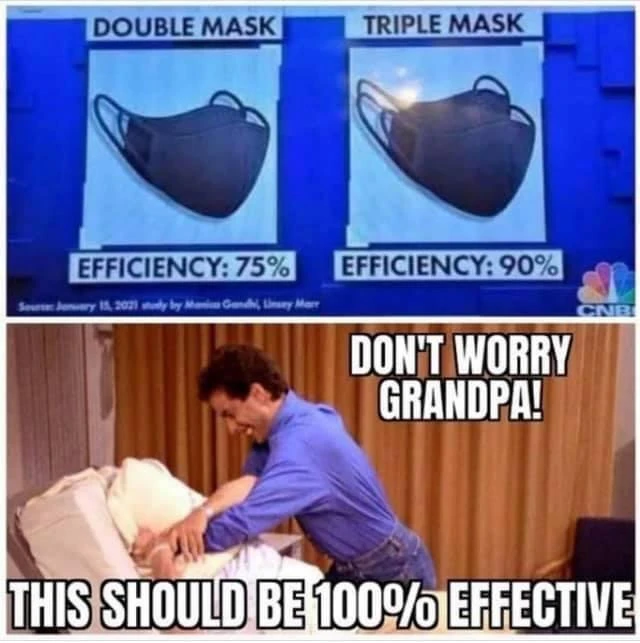 DOUBLE MASK
TRIPLE MASK
EFFICIENCY: 75%
EFFICIENCY: 90%
Source: January 15, 2021 study by Monica Gandhi, Linsey Marr
CNB
DON'T WORRY
GRANDPA!
THIS SHOULD BE 100% EFFECTIVE